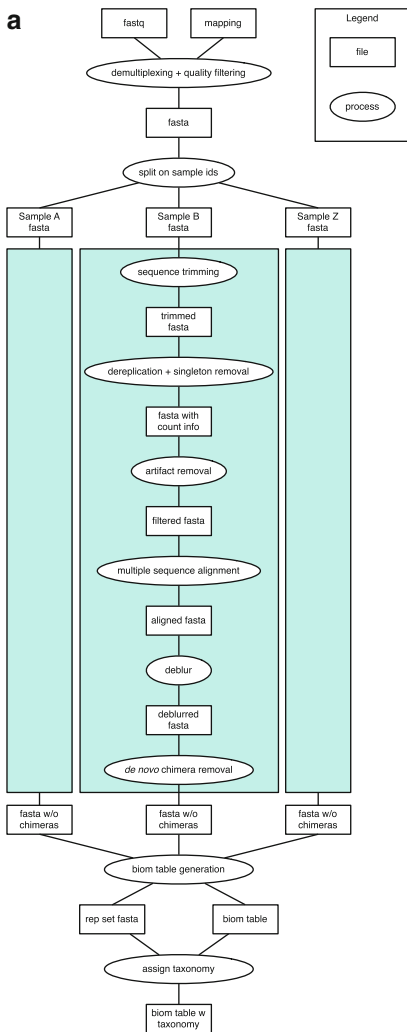 a
Legend
file
process
fastq
mapping
demultiplexing + quality filtering
fasta
split on sample ids
Sample A
fasta
Sample B
fasta
Sample Z
fasta
sequence trimming
trimmed
fasta
dereplication + singleton removal
fasta with
count info
artifact removal
filtered fasta
multiple sequence alignment
aligned fasta
deblur
deblurred
fasta
de novo chimera removal
fasta w/o
chimeras
fasta w/o
chimeras
fasta w/o
chimeras
biom table generation
rep set fasta
biom table
assign taxonomy
biom table w
taxonomy